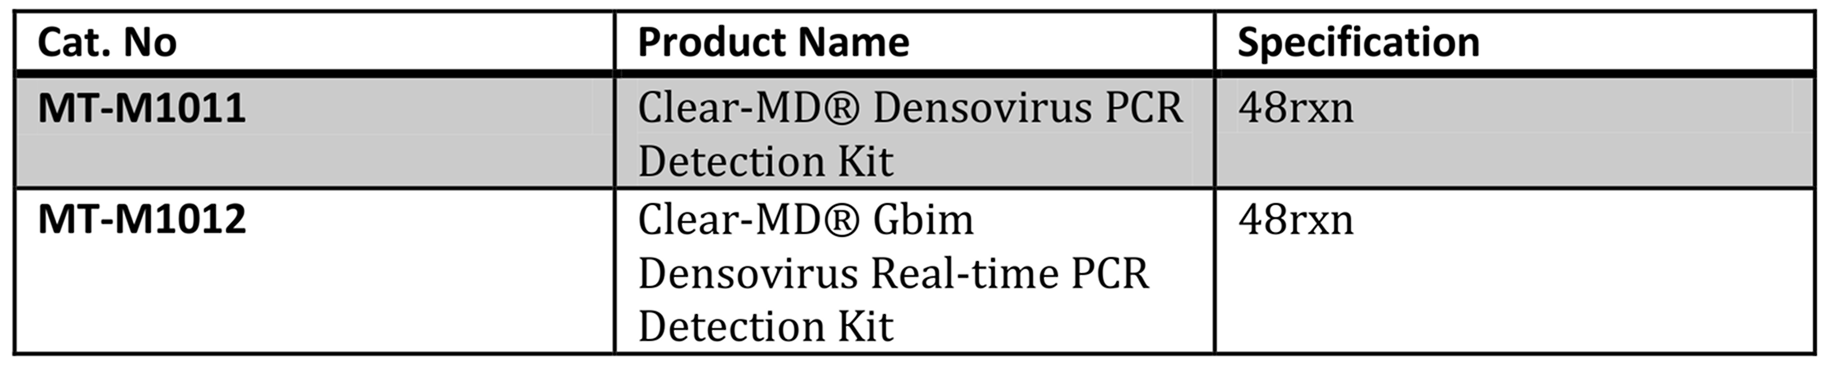 Cat. No Product Name Specification
MT-M1011 Clear-MD® Densovirus PCR 48rxn
Detection Kit
MT-M1012 Clear-MD® Gbim 48rxn
Densovirus Real-time PCR
Detection Kit